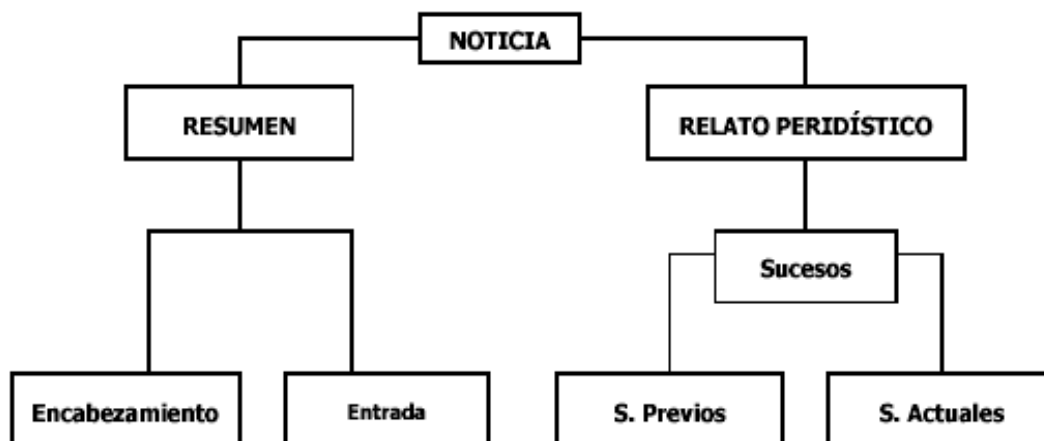 NOTICIA
RESUMEN
RELATO PERIDÍSTICO
Sucesos
Encabezamiento
Entrada
S. Previos
S. Actuales